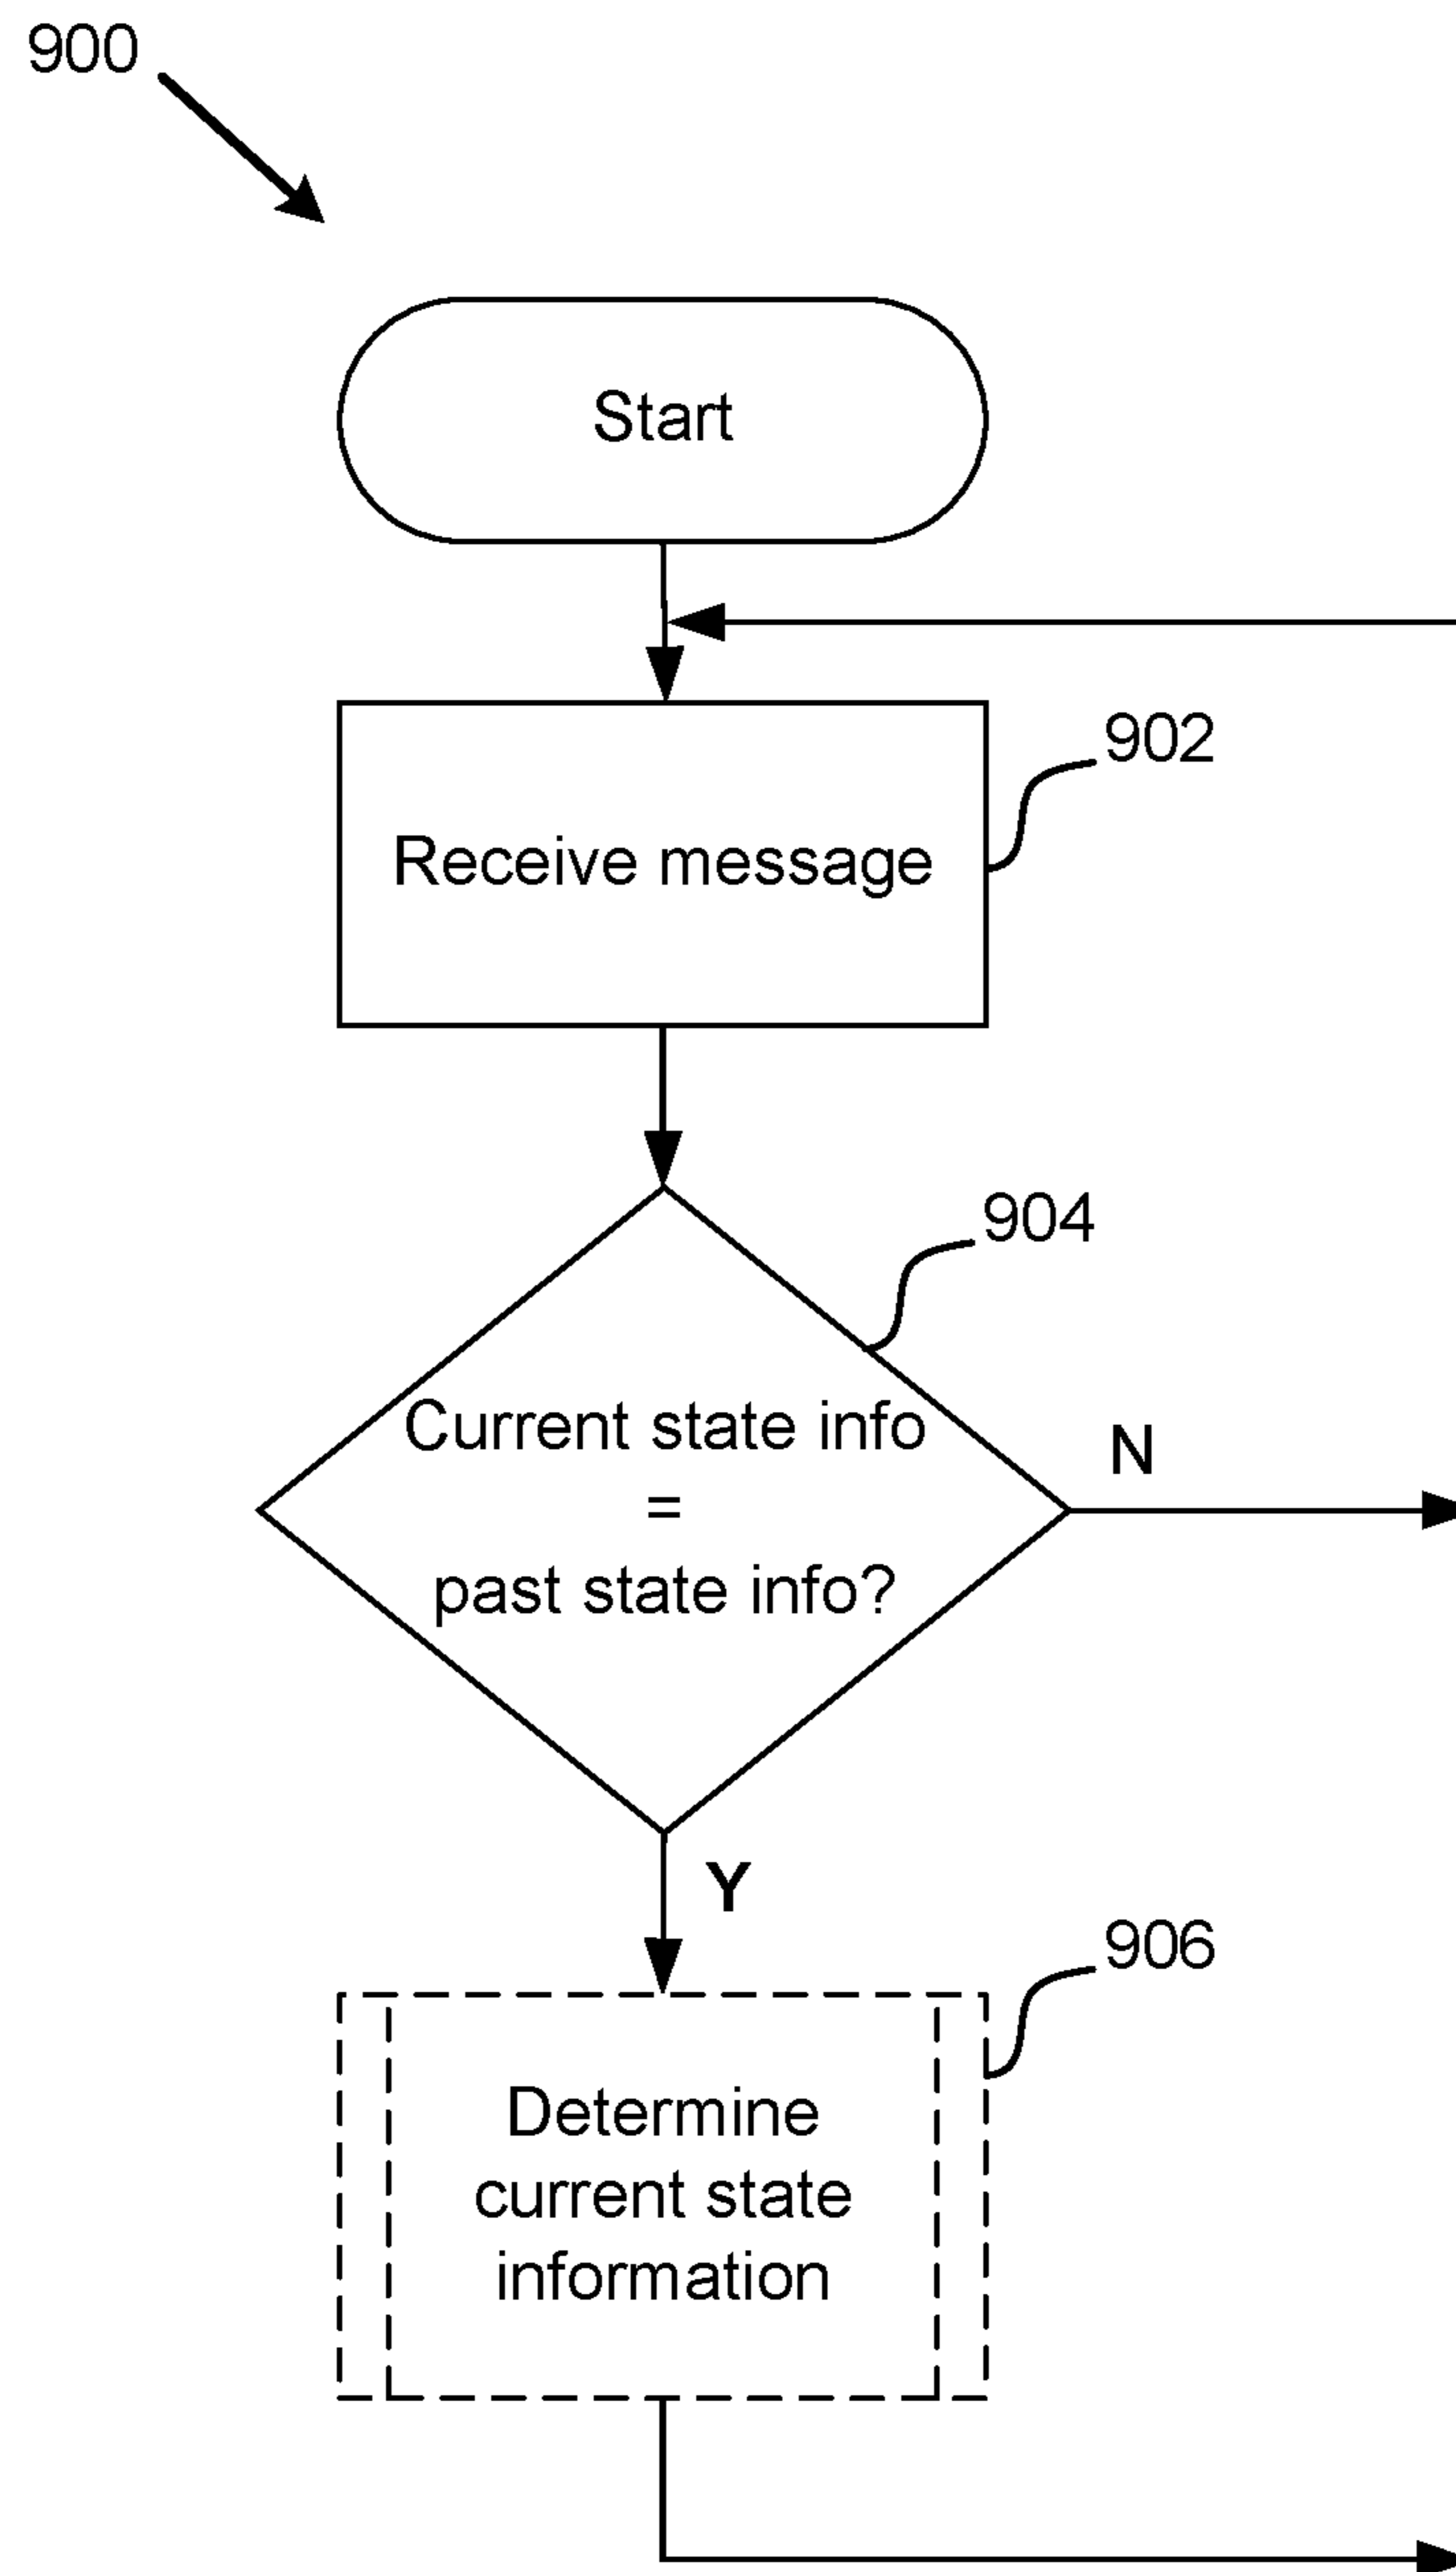 900
Start
Receive message
902
904
Current state info
=
past state info?
N
Y
906
Determine
current state
information